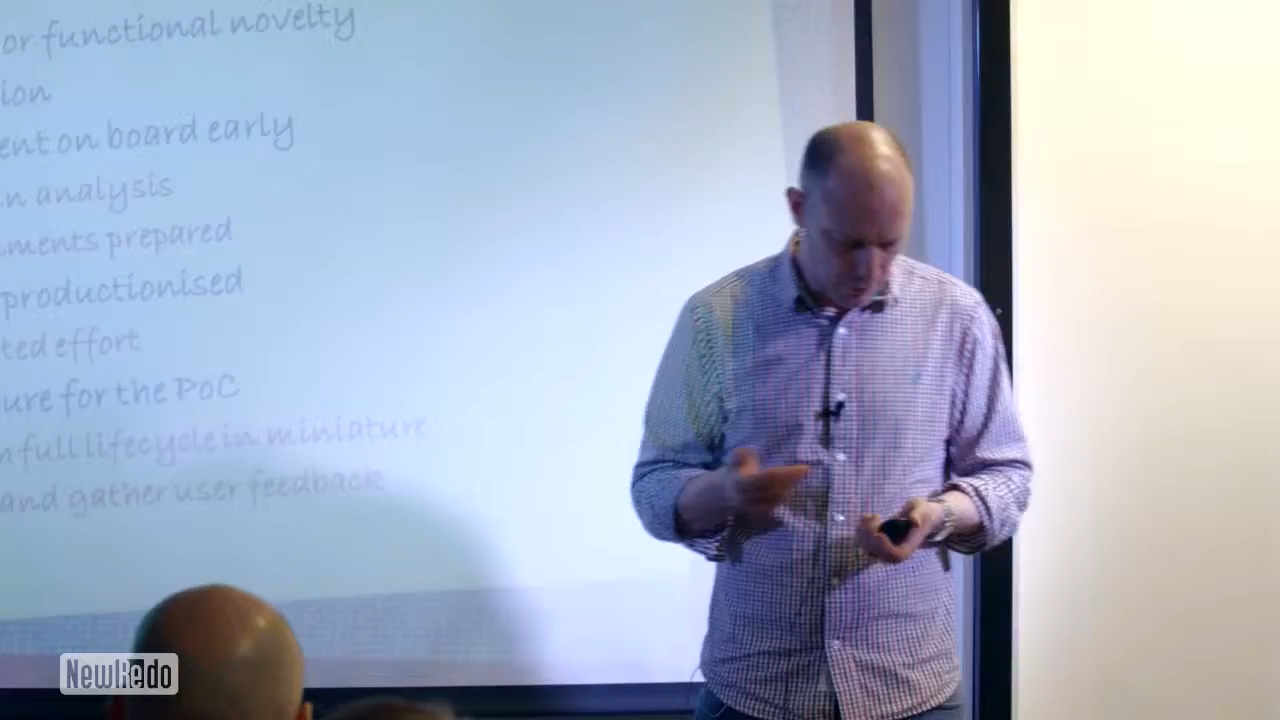 or functional novelty
ion
ent on board early
n analysis
ments prepared
productionised
ted effort
ure for the PoC
n full lifecycle in miniature
and gather user feedback
NewRedo